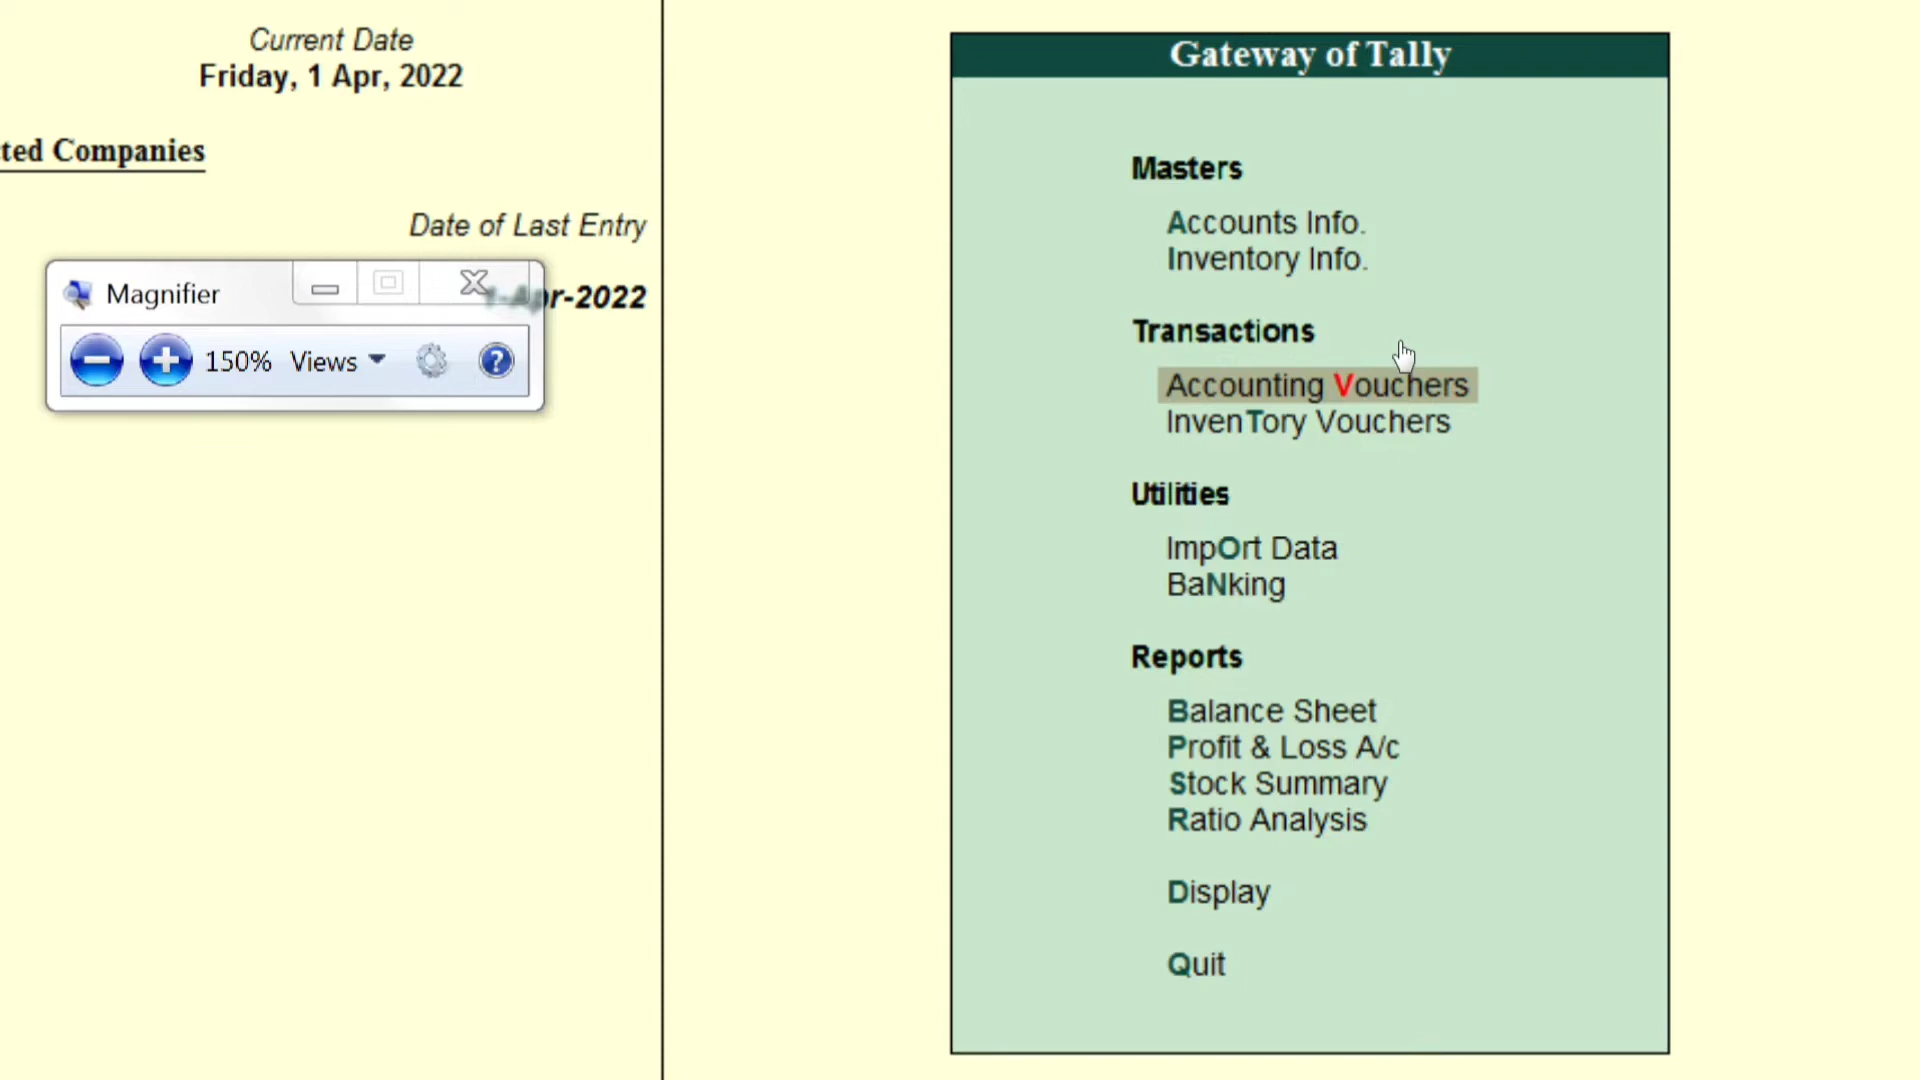 Current Date
Friday, 1 Apr, 2022
ted Companies
Date of Last Entry
1-Apr-2022
Magnifier
150% Views
Gateway of Tally
Masters
Accounts Info.
Inventory Info.
Transactions
Accounting Vouchers
InvenTory Vouchers
Utilities
ImpOrt Data
BaNking
Reports
Balance Sheet
Profit & Loss A/c
Stock Summary
Ratio Analysis
Display
Quit